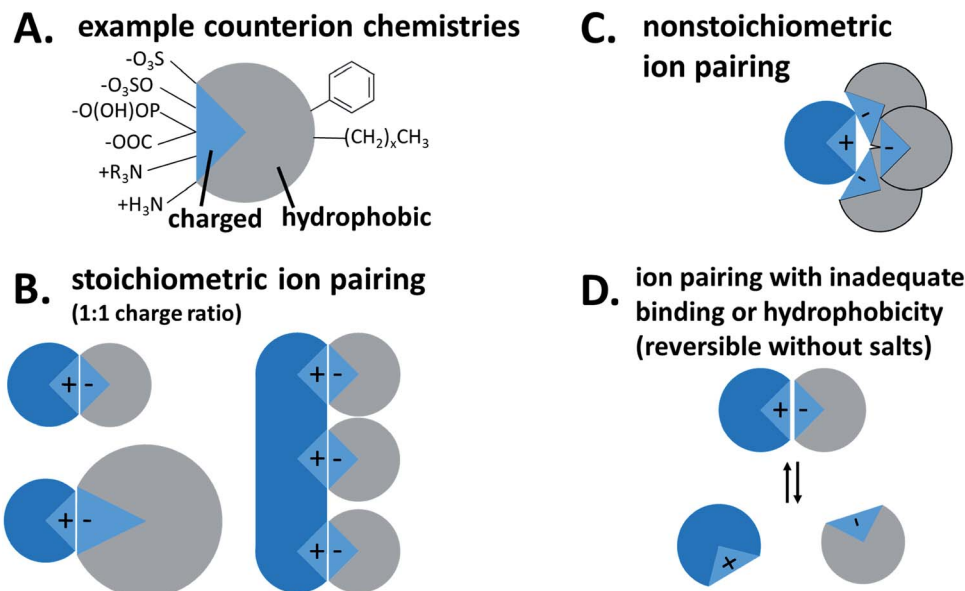 A. example counterion chemistries
-O₃S
-O₃SO
-O(OH)OP
-OOC
+R₃N
+H₃N
(CH₂)ₓCH₃
charged
hydrophobic
B. stoichiometric ion pairing
(1:1 charge ratio)
+ -
+ -
+ -
+ -
+ -
C. nonstoichiometric
ion pairing
-
+ -
-
D. ion pairing with inadequate
binding or hydrophobicity
(reversible without salts)
+ -
+ -